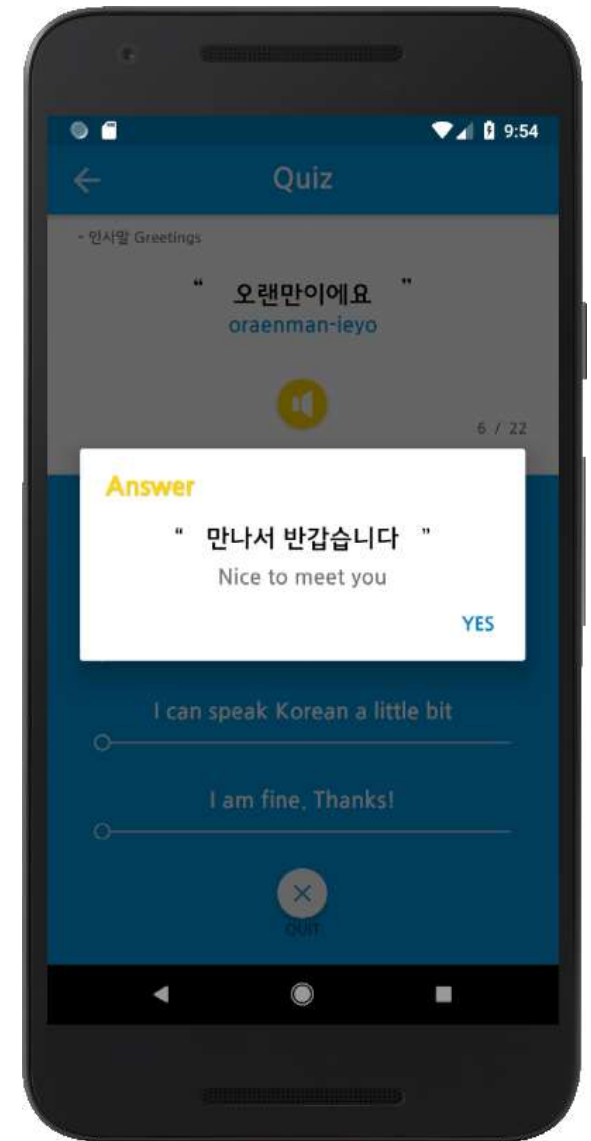 9:54
Quiz
- 인사말 Greetings
“ 오랜만이에요 ”
oraenman-ieyo
6 / 22
Answer
“ 만나서 반갑습니다 ”
Nice to meet you
YES
I can speak Korean a little bit
I am fine, Thanks!
QUIT